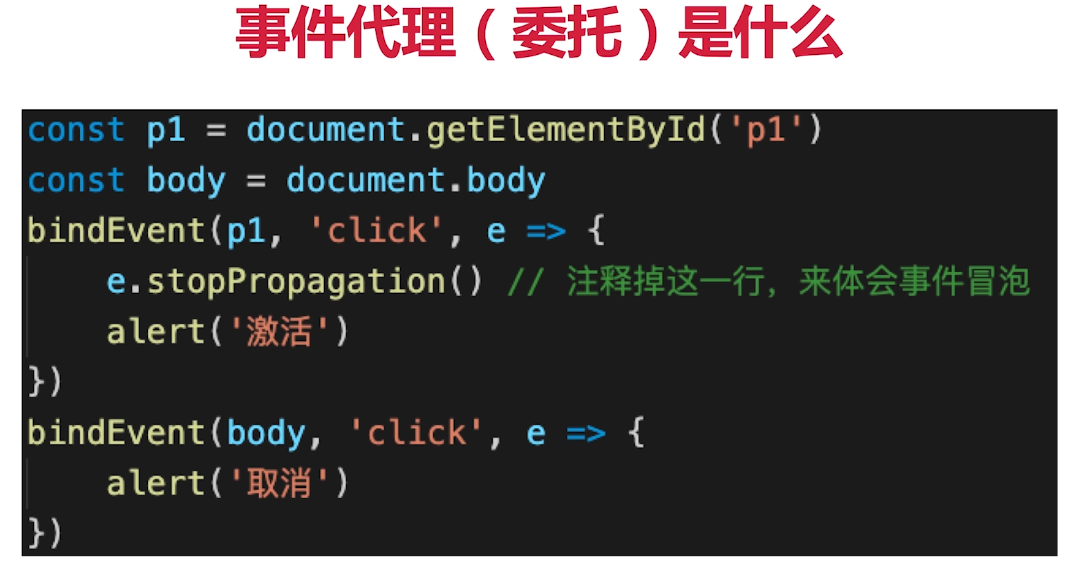 事件代理（委托）是什么
const p1 = document.getElementById('p1')
const body = document.body
bindEvent(p1, 'click', e => {
    e.stopPropagation() // 注释掉这一行，来体会事件冒泡
    alert('激活')
})
bindEvent(body, 'click', e => {
    alert('取消')
})